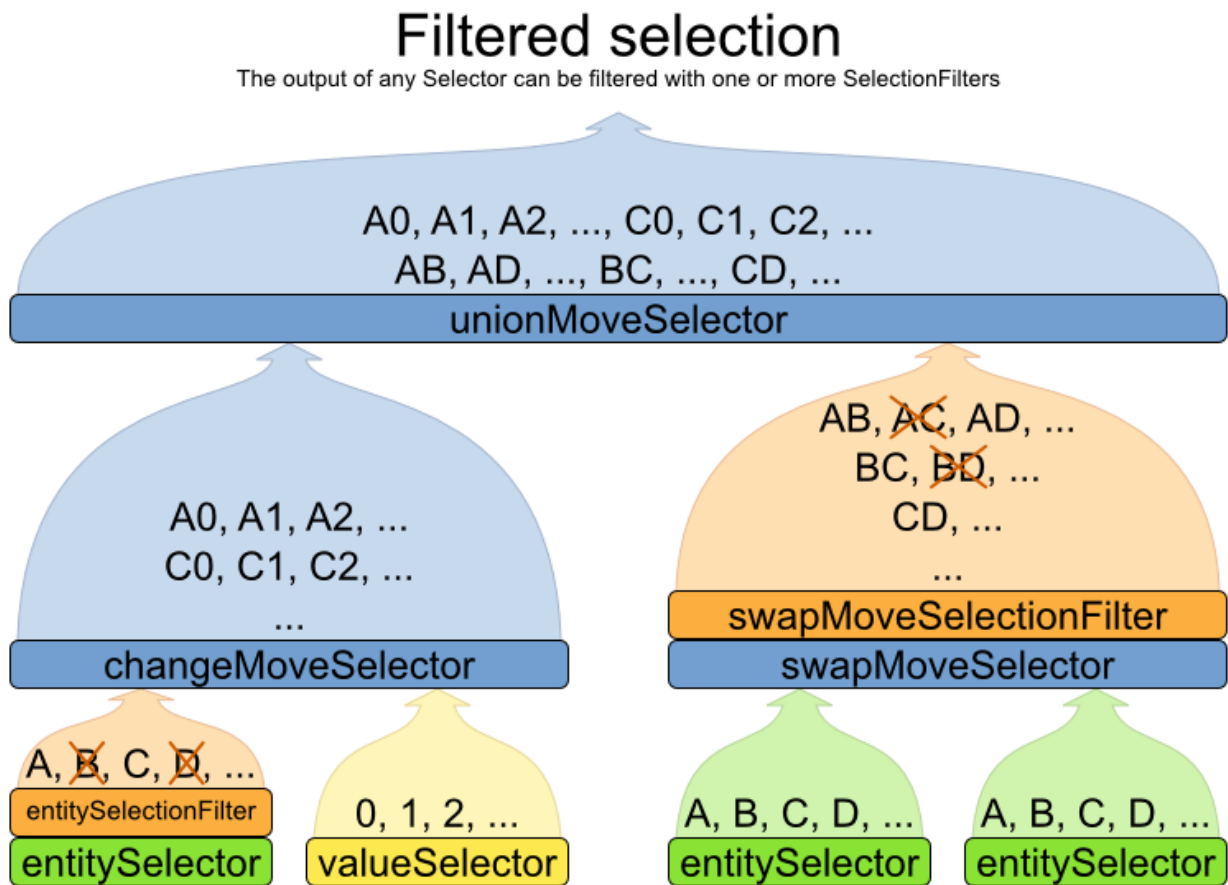 Filtered selection
The output of any Selector can be filtered with one or more SelectionFilters
A0, A1, A2, ..., C0, C1, C2, ...
AB, AD, ..., BC, ..., CD, ...
unionMoveSelector
A0, A1, A2, ...
C0, C1, C2, ...
...
changeMoveSelector
AB, AC, AD, ...
BC, BD, ...
CD, ...
...
swapMoveSelectionFilter
swapMoveSelector
A, B, C, D, ...
entitySelectionFilter
entitySelector
0, 1, 2, ...
valueSelector
A, B, C, D, ...
entitySelector
A, B, C, D, ...
entitySelector